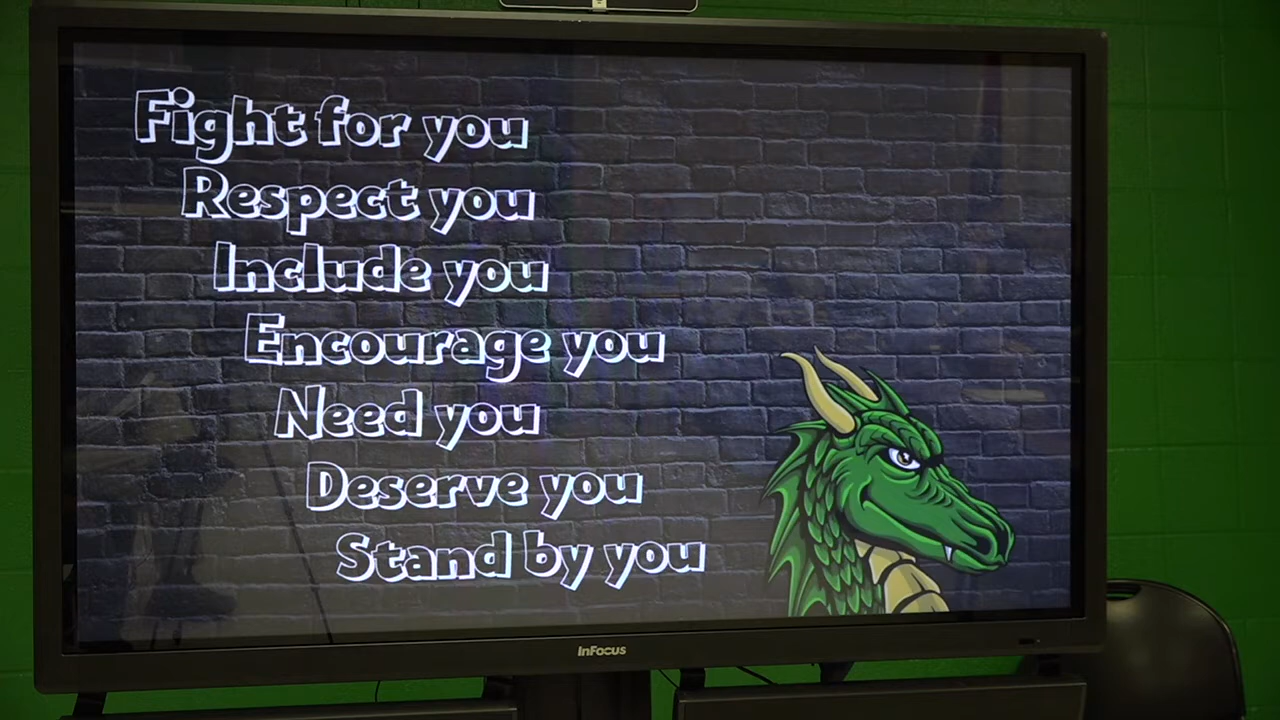 Fight for you
Respect you
Include you
Encourage you
Need you
Deserve you
Stand by you
InFocus